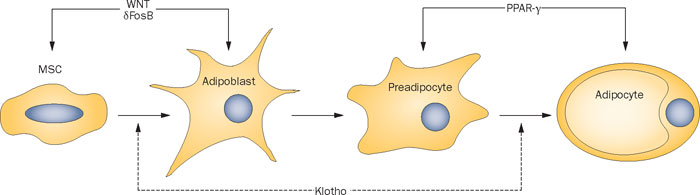 WNT
δFosB
PPAR-γ
MSC
Adipoblast
Preadipocyte
Adipocyte
Klotho